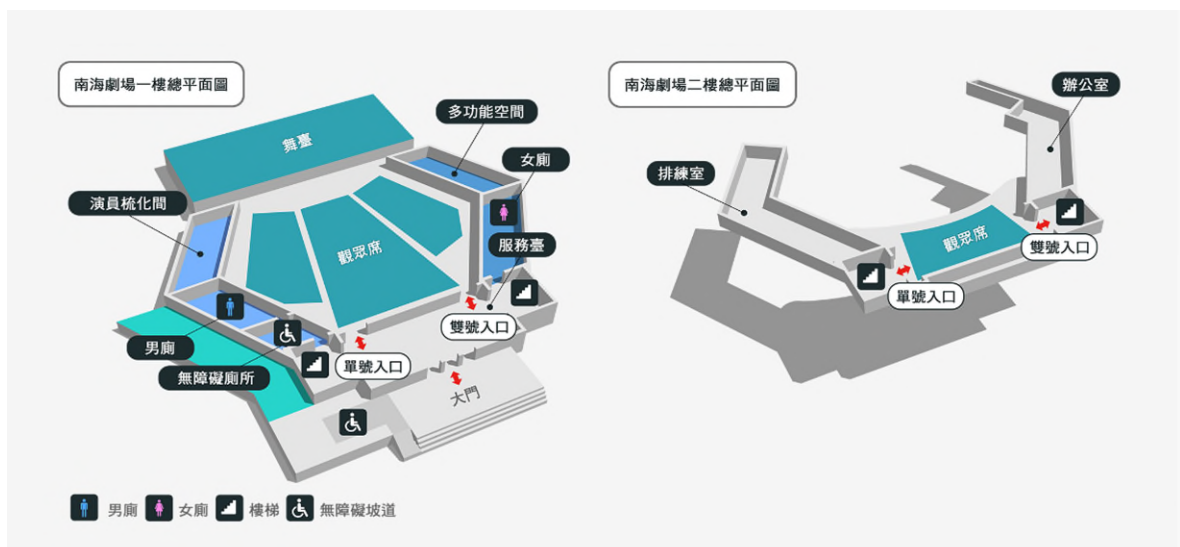 南海劇場一樓總平面圖
舞臺
多功能空間
女廁
演員梳化間
觀眾席
服務臺
雙號入口
男廁
無障礙廁所
單號入口
大門
男廁
女廁
樓梯
無障礙坡道
南海劇場二樓總平面圖
辦公室
排練室
觀眾席
雙號入口
單號入口